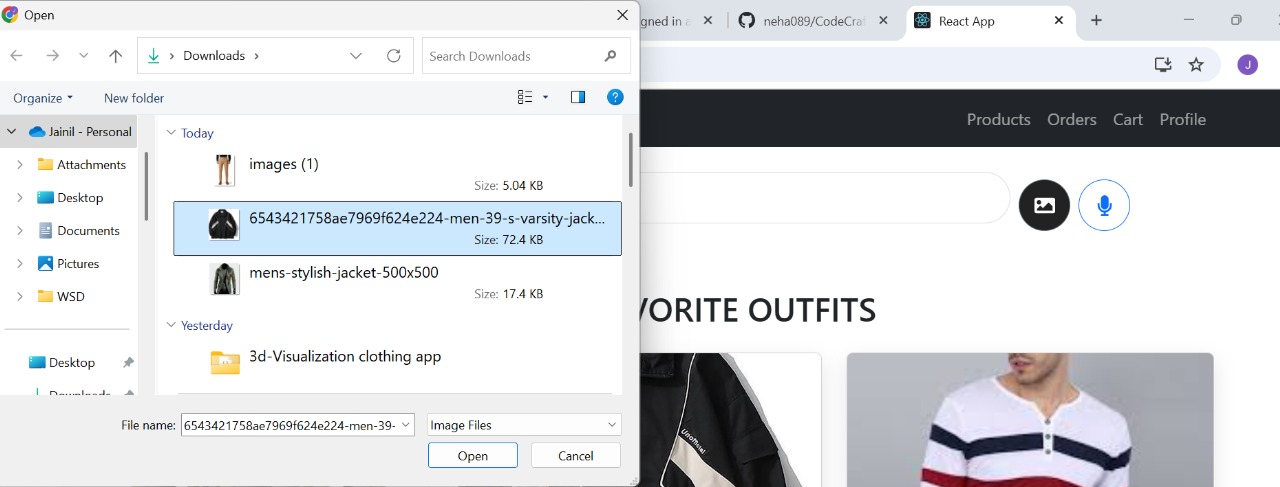 Open
gned in a
neha089/CodeCra
React App
Downloads
Search Downloads
J
Organize
New folder
?
Products
Orders
Cart
Profile
Jainil - Personal
Attachments
Desktop
Documents
Pictures
WSD
Desktop
Today
images (1)
Size: 5.04 KB
6543421758ae7969f624e224-men-39-s-varsity-jack...
Size: 72.4 KB
mens-stylish-jacket-500x500
Size: 17.4 KB
Yesterday
3d-Visualization clothing app
VORITE OUTFITS
Unofficial
File name:
6543421758ae7969f624e224-men-39-
Image Files
Open
Cancel